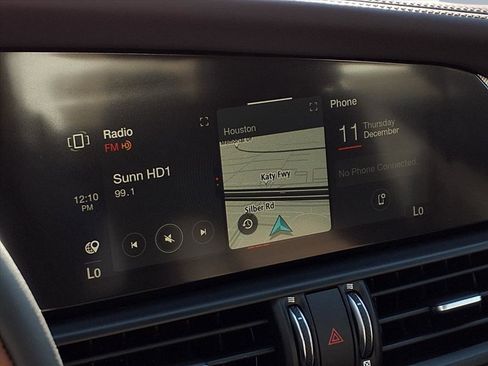 Radio
FM
Sunn HD1
99.1
12:10
PM
Lo
Houston
Katy Fwy
Silber Rd
Phone
11 Thursday
December
No Phone Connected.
Lo